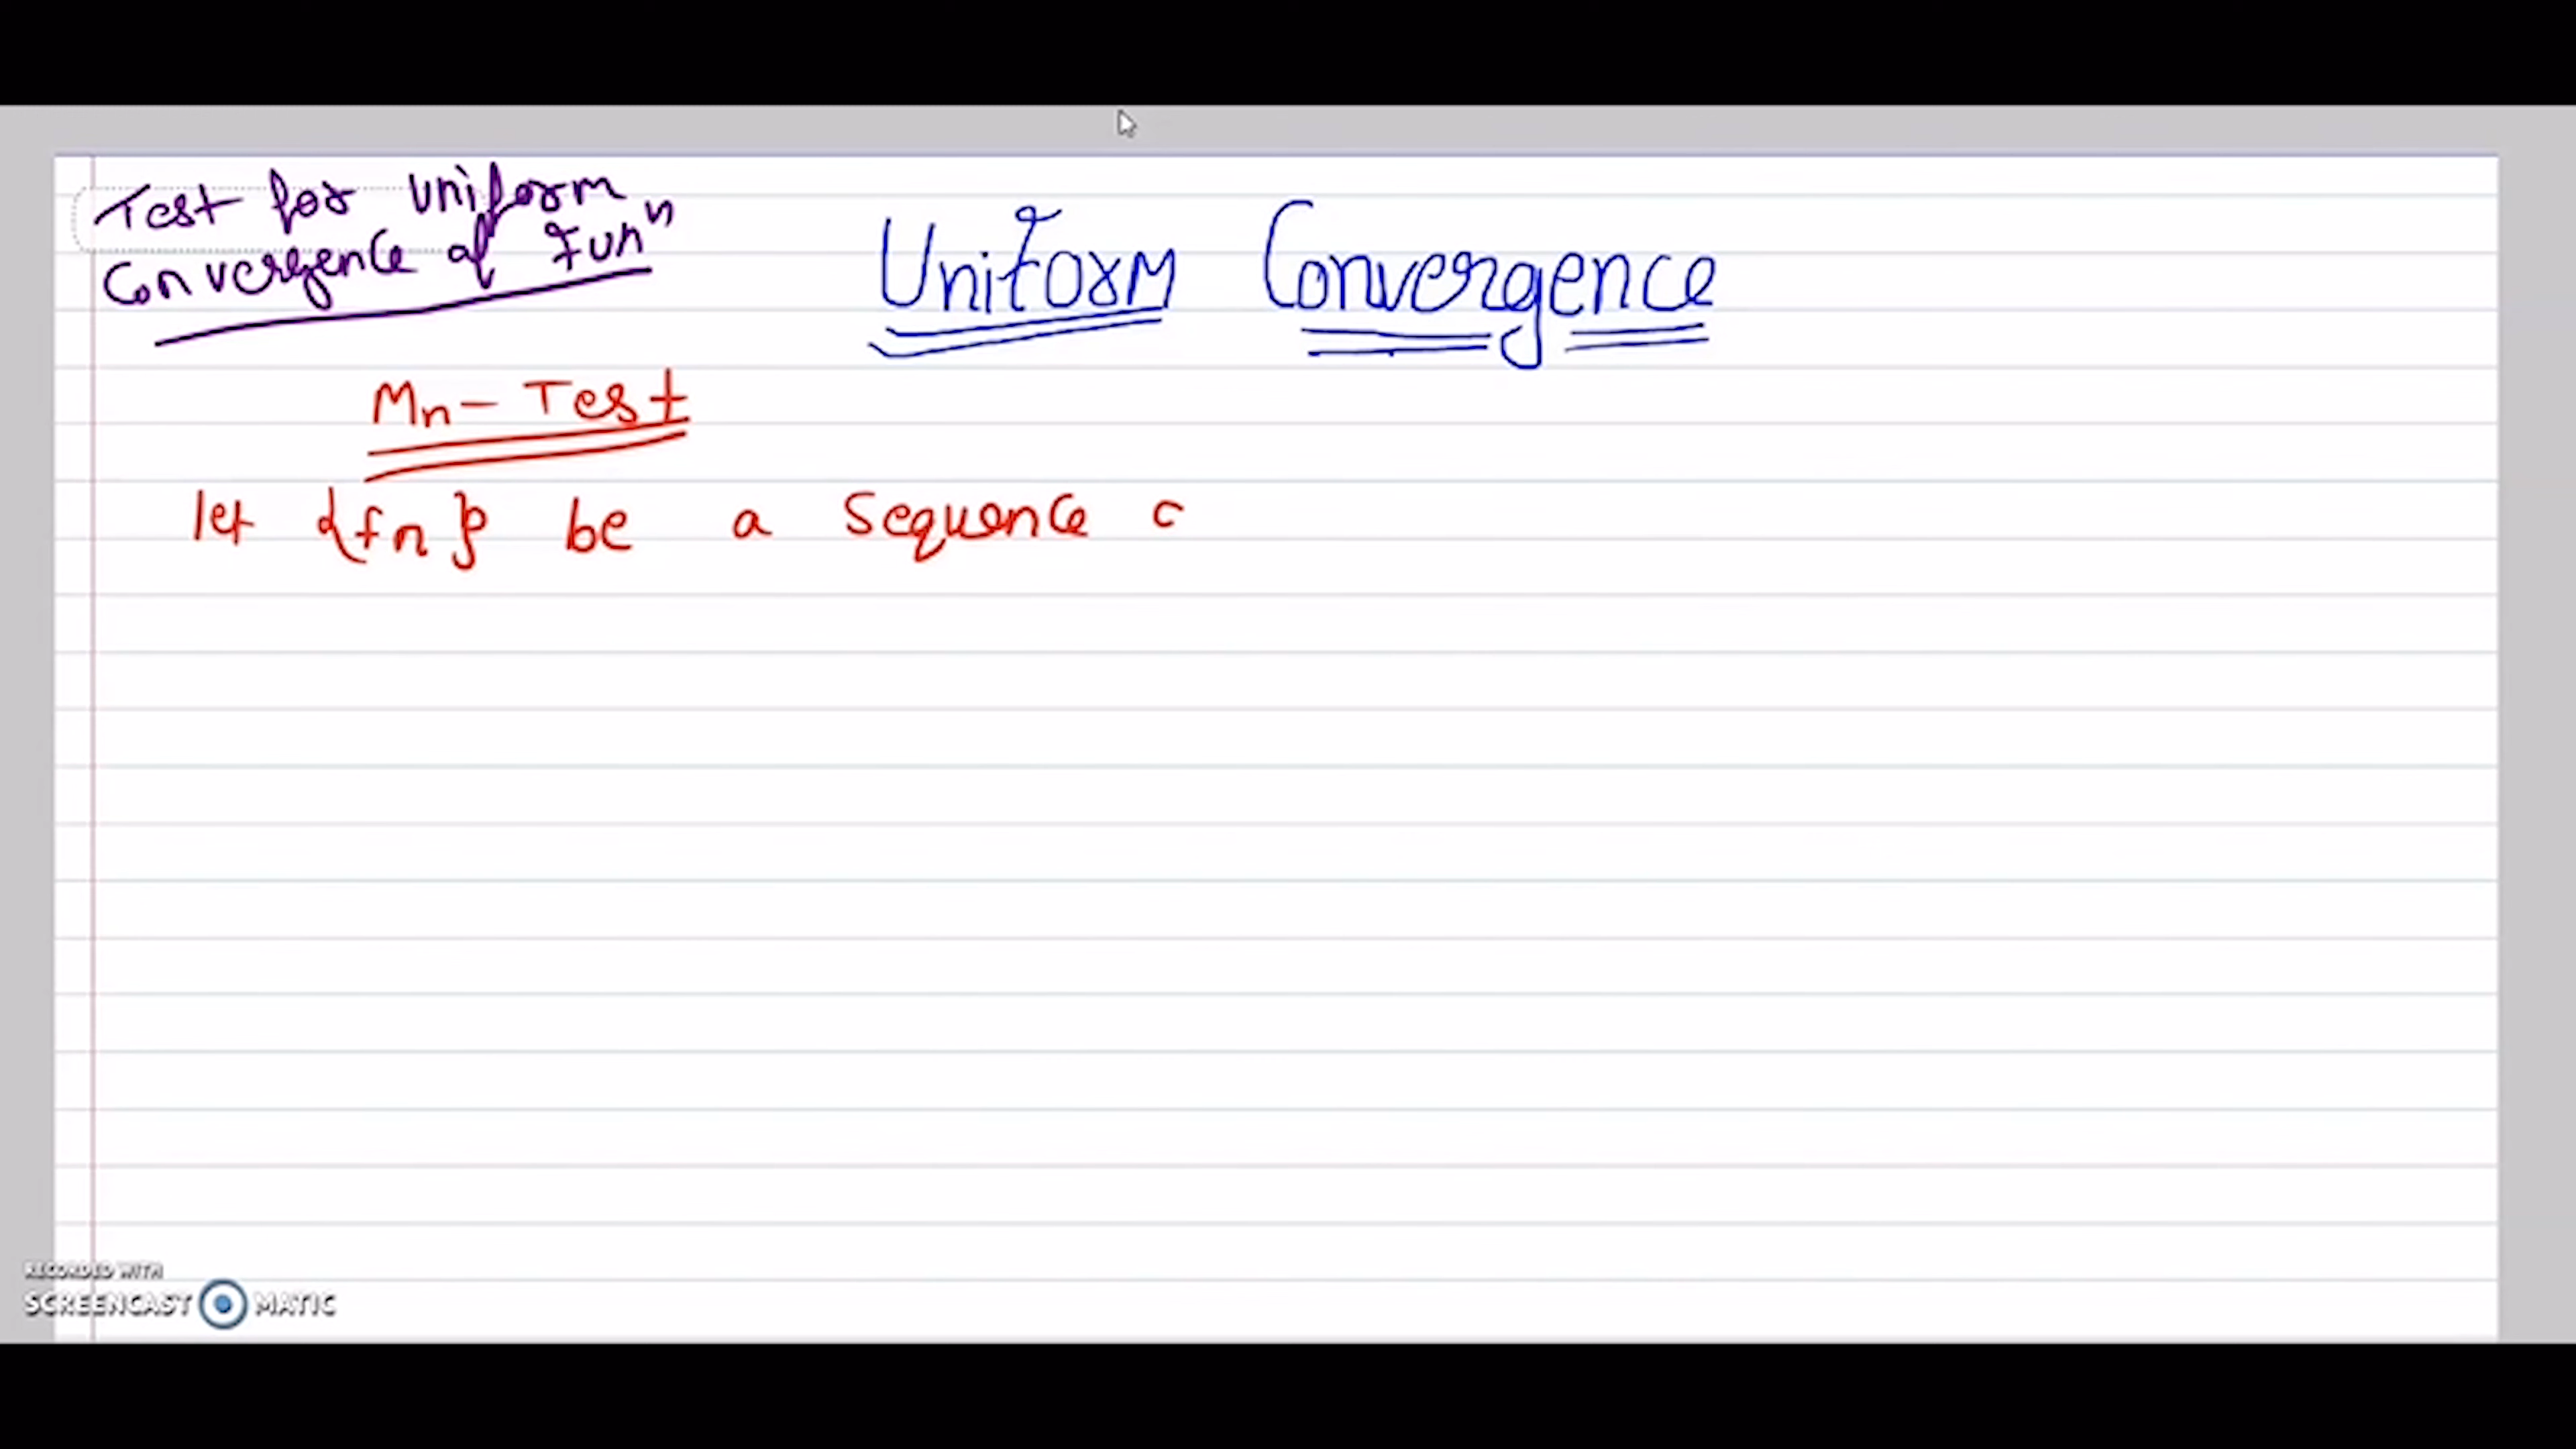 Test for Uniform
Convergence of Funⁿ
Uniform Convergence
Mn - Test
let {fn} be a Sequence
RECORDED WITH
SCREENCAST MATIC